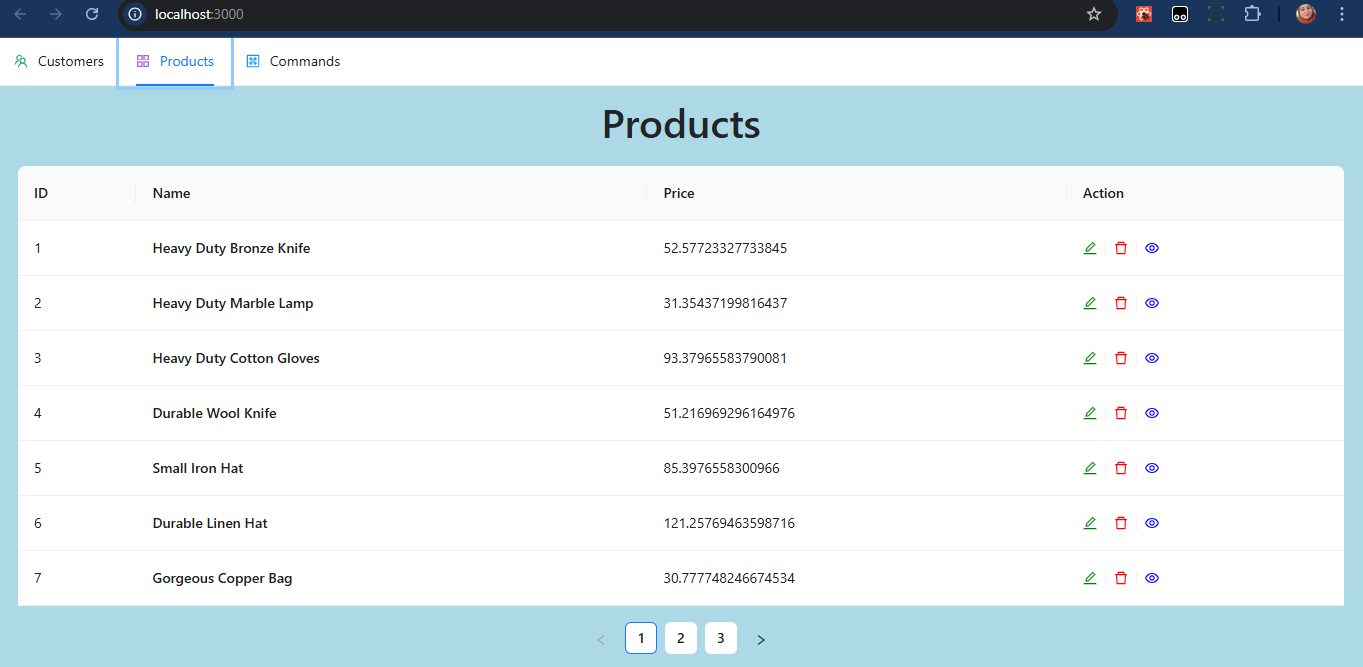 localhost:3000
Customers Products Commands
Products
ID Name Price Action
1 Heavy Duty Bronze Knife 52.57723327733845
2 Heavy Duty Marble Lamp 31.35437199816437
3 Heavy Duty Cotton Gloves 93.37965583790081
4 Durable Wool Knife 51.216969296164976
5 Small Iron Hat 85.3976558300966
6 Durable Linen Hat 121.25769463598716
7 Gorgeous Copper Bag 30.777748246674534
< 1 2 3 >